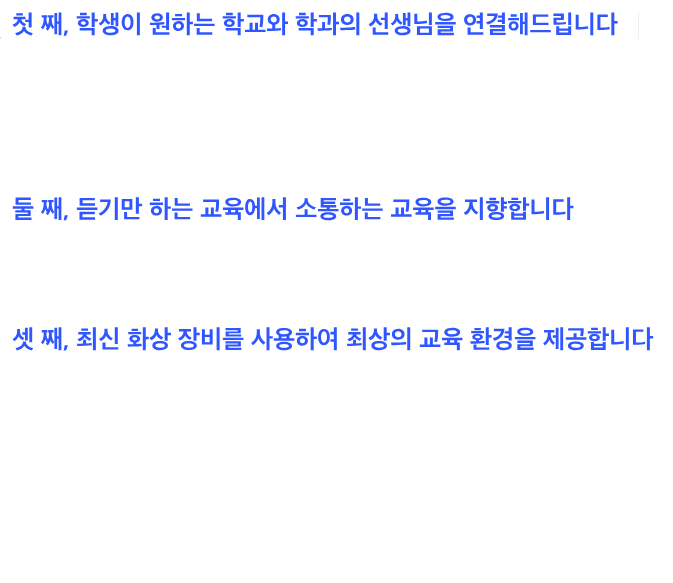 첫 째, 학생이 원하는 학교와 학과의 선생님을 연결해드립니다
둘 째, 듣기만 하는 교육에서 소통하는 교육을 지향합니다
셋 째, 최신 화상 장비를 사용하여 최상의 교육 환경을 제공합니다